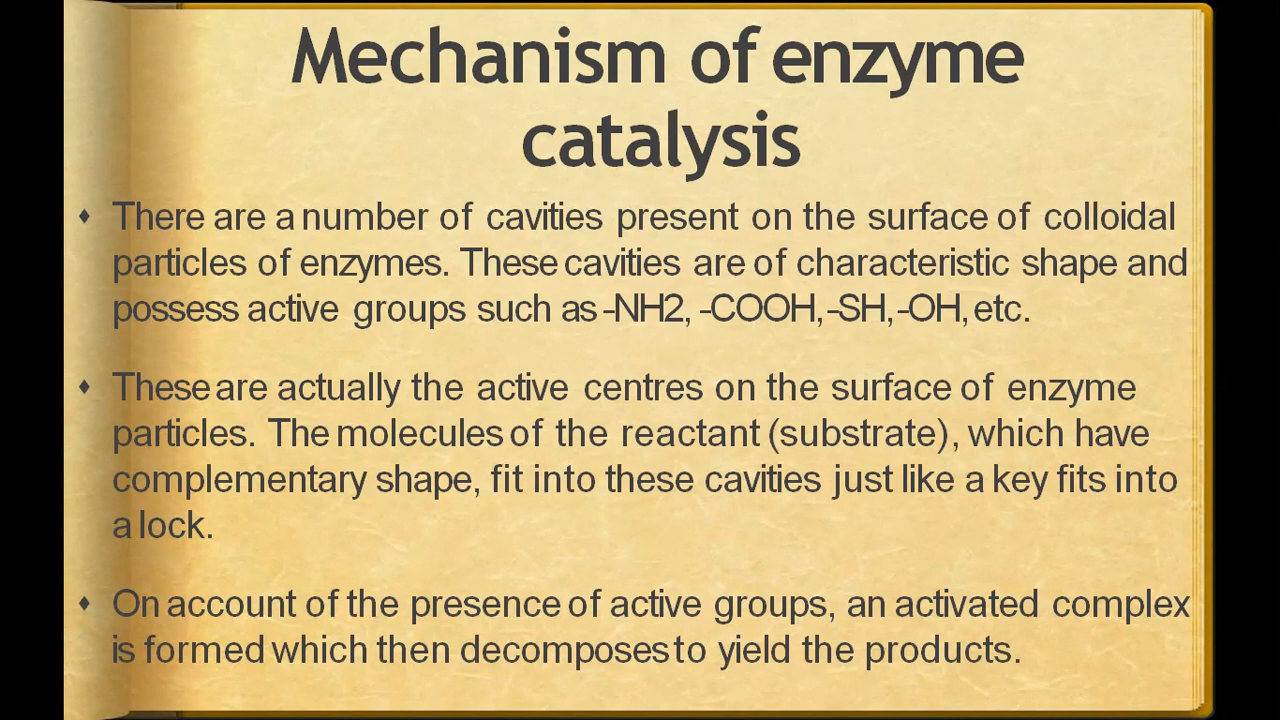 Mechanism of enzyme
catalysis
♦ There are a number of cavities present on the surface of colloidal
particles of enzymes. These cavities are of characteristic shape and
possess active groups such as -NH2, -COOH, -SH, -OH, etc.
♦ These are actually the active centres on the surface of enzyme
particles. The molecules of the reactant (substrate), which have
complementary shape, fit into these cavities just like a key fits into
a lock.
♦ On account of the presence of active groups, an activated complex
is formed which then decomposes to yield the products.